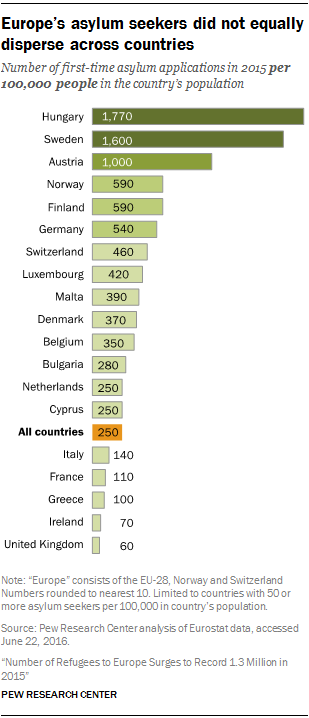 Europe's asylum seekers did not equally
disperse across countries
Number of first-time asylum applications in 2015 per
100,000 people in the country's population
Hungary 1,770
Sweden 1,600
Austria 1,000
Norway 590
Finland 590
Germany 540
Switzerland 460
Luxembourg 420
Malta 390
Denmark 370
Belgium 350
Bulgaria 280
Netherlands 250
Cyprus 250
All countries 250
Italy 140
France 110
Greece 100
Ireland 70
United Kingdom 60
Note: “Europe” consists of the EU-28, Norway and Switzerland
Numbers rounded to nearest 10. Limited to countries with 50 or
more asylum seekers per 100,000 in country's population.
Source: Pew Research Center analysis of Eurostat data, accessed
June 22, 2016.
“Number of Refugees to Europe Surges to Record 1.3 Million in
2015”
PEW RESEARCH CENTER